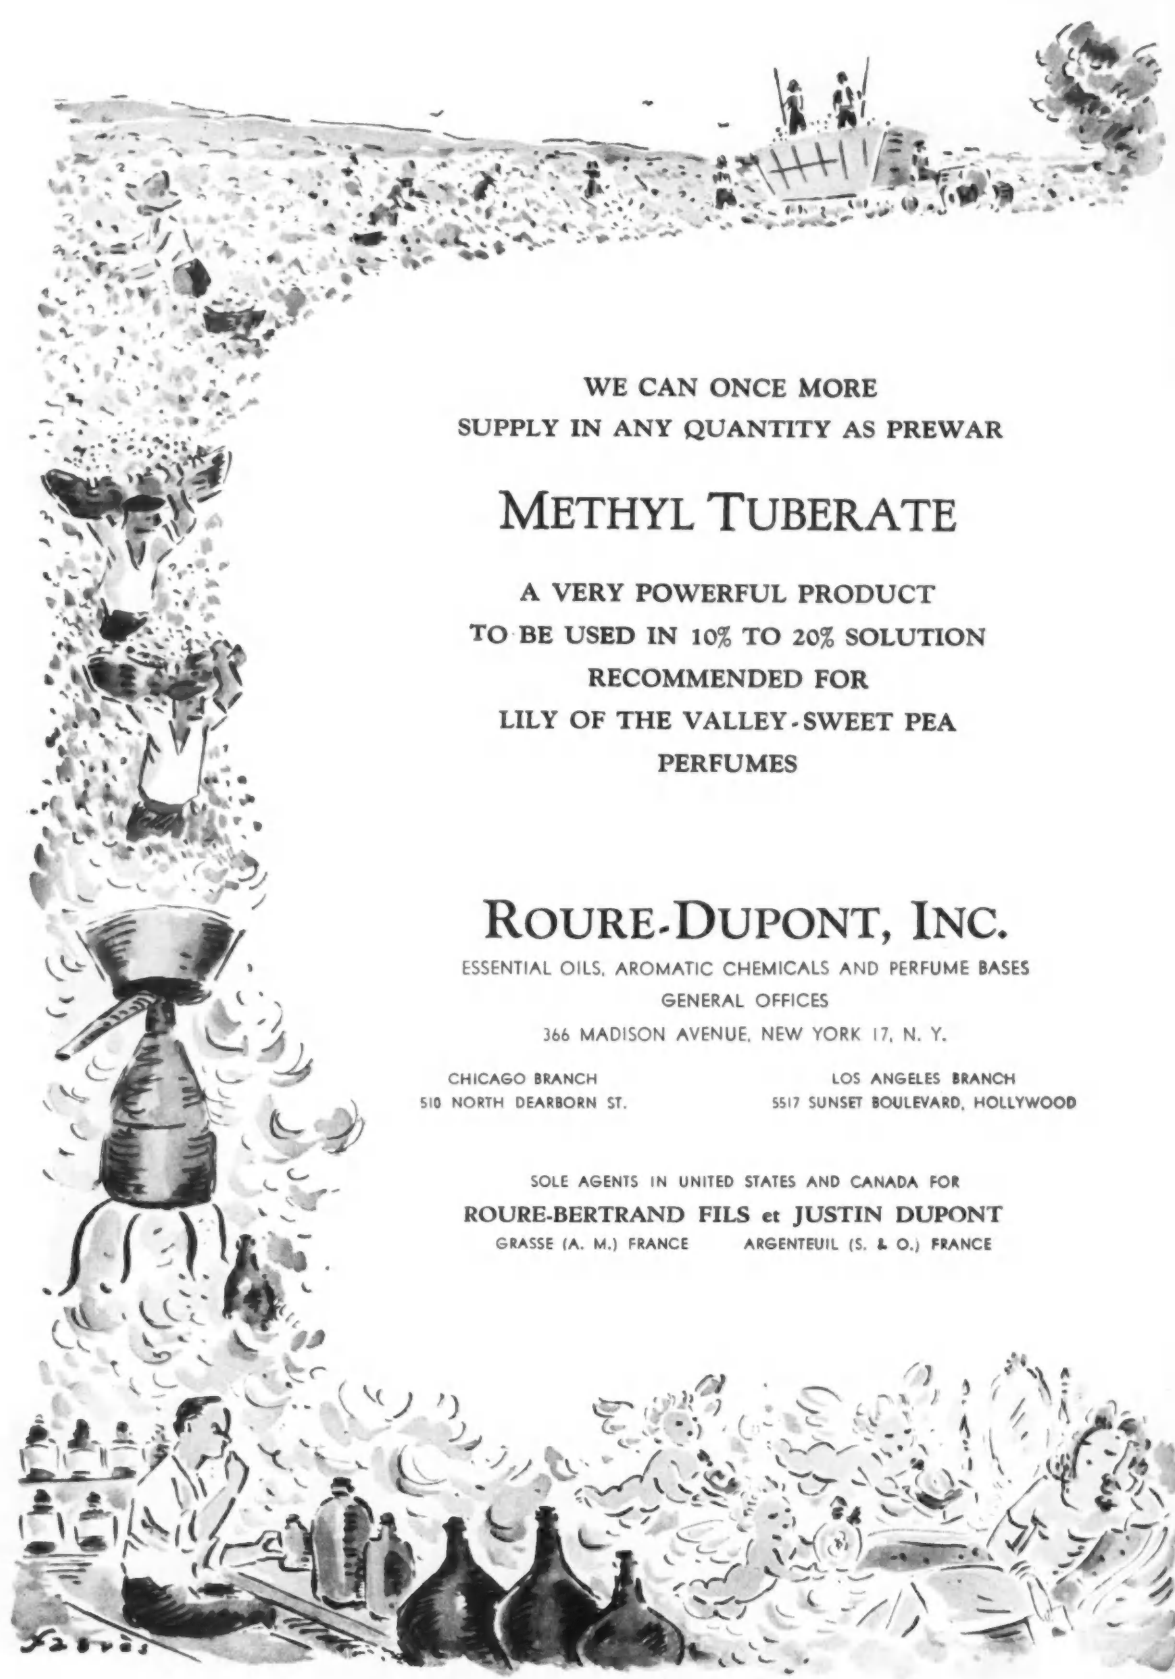 WE CAN ONCE MORE
SUPPLY IN ANY QUANTITY AS PREWAR
METHYL TUBERATE
A VERY POWERFUL PRODUCT
TO BE USED IN 10% TO 20% SOLUTION
RECOMMENDED FOR
LILY OF THE VALLEY-SWEET PEA
PERFUMES
ROURE-DUPONT, INC.
ESSENTIAL OILS, AROMATIC CHEMICALS AND PERFUME BASES
GENERAL OFFICES
366 MADISON AVENUE, NEW YORK 17, N. Y.
CHICAGO BRANCH
510 NORTH DEARBORN ST.
LOS ANGELES BRANCH
5517 SUNSET BOULEVARD, HOLLYWOOD
SOLE AGENTS IN UNITED STATES AND CANADA FOR
ROURE-BERTRAND FILS et JUSTIN DUPONT
GRASSE (A. M.) FRANCE ARGENTEUIL (S. & O.) FRANCE